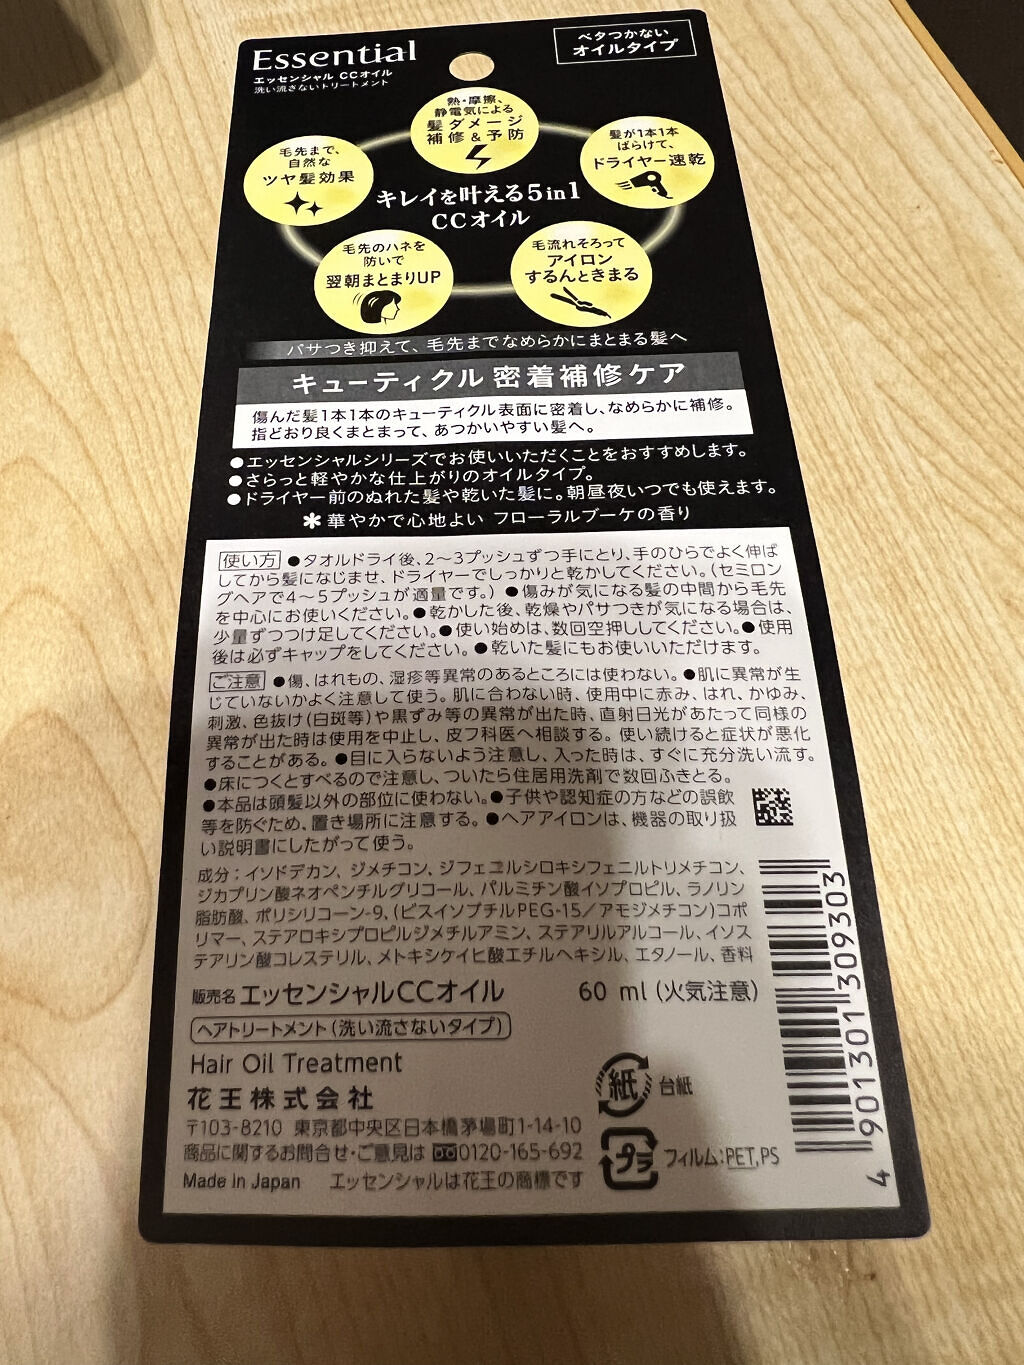 Essential
エッセンシャル CCオイル
洗い流さないトリートメント
ベタつかない
オイルタイプ
熱・摩擦、
静電気による
髪ダメージ
補修&予防
毛先まで、
自然な
ツヤ髪効果
髪が1本1本
ばらけて、
ドライヤー速乾
キレイを叶える5in1
CCオイル
毛先のハネを
防いで
翌朝まとまりUP
毛流れそろって
アイロン
するんときまる
パサつき抑えて、毛先までなめらかにまとまる髪へ
キューティクル 密着補修ケア
傷んだ髪1本1本のキューティクル表面に密着し、なめらかに補修。
指どおり良くまとまって、あつかいやすい髪へ。
●エッセンシャルシリーズでお使いいただくことをおすすめします。
●さらっと軽やかな仕上がりのオイルタイプ。
●ドライヤー前のぬれた髪や乾いた髪に。朝昼夜いつでも使えます。
✻華やかで心地よい フローラルブーケの香り
使い方 ●タオルドライ後、2〜3プッシュずつ手にとり、手のひらでよく伸ば
してから髪になじませ、ドライヤーでしっかりと乾かしてください。(セミロン
グヘアで4〜5プッシュが適量です。) ●傷みが気になる髪の中間から毛先
を中心にお使いください。●乾かした後、乾燥やパサつきが気になる場合は、
少量ずつつけ足してください。●使い始めは、数回空押ししてください。●使用
後は必ずキャップをしてください。●乾いた髪にもお使いいただけます。
ご注意 ●傷、はれもの、湿疹等異常のあるところには使わない。●肌に異常が生
じていないかよく注意して使う。肌に合わない時、使用中に赤み、はれ、かゆみ、
刺激、色抜け(白斑等)や黒ずみ等の異常が出た時、直射日光があたって同様の
異常が出た時は使用を中止し、皮フ科医へ相談する。使い続けると症状が悪化
することがある。●目に入らないよう注意し、入った時は、すぐに充分洗い流す。
●床につくとすべるので注意し、ついたら住居用洗剤で数回ふきとる。
●本品は頭髪以外の部位に使わない。●子供や認知症の方などの誤飲
等を防ぐため、置き場所に注意する。●ヘアアイロンは、機器の取り扱
い説明書にしたがって使う。
成分:イソドデカン、ジメチコン、ジフェニルシロキシフェニルトリメチコン、
ジカプリン酸ネオペンチルグリコール、パルミチン酸イソプロピル、ラノリン
脂肪酸、ポリシリコーン-9、(ビスイソブチルPEG-15/アモジメチコン)コポ
リマー、ステアロキシプロピルジメチルアミン、ステアリルアルコール、イソス
テアリン酸コレステリル、メトキシケイヒ酸エチルヘキシル、エタノール、香料
販売名 エッセンシャルCCオイル 60 ml (火気注意)
ヘアトリートメント(洗い流さないタイプ)
Hair Oil Treatment
花王株式会社
〒103-8210 東京都中央区日本橋茅場町1-14-10
商品に関するお問合せ・ご意見は 0120-165-692
Made in Japan エッセンシャルは花王の商標です
紙 台紙
プラ フィルム:PET,PS
4 901301 309303